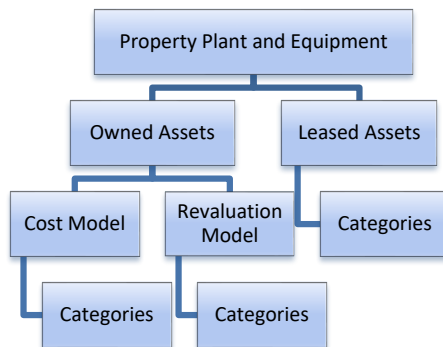 Property Plant and Equipment
Owned Assets
Leased Assets
Cost Model
Revaluation
Model
Categories
Categories
Categories